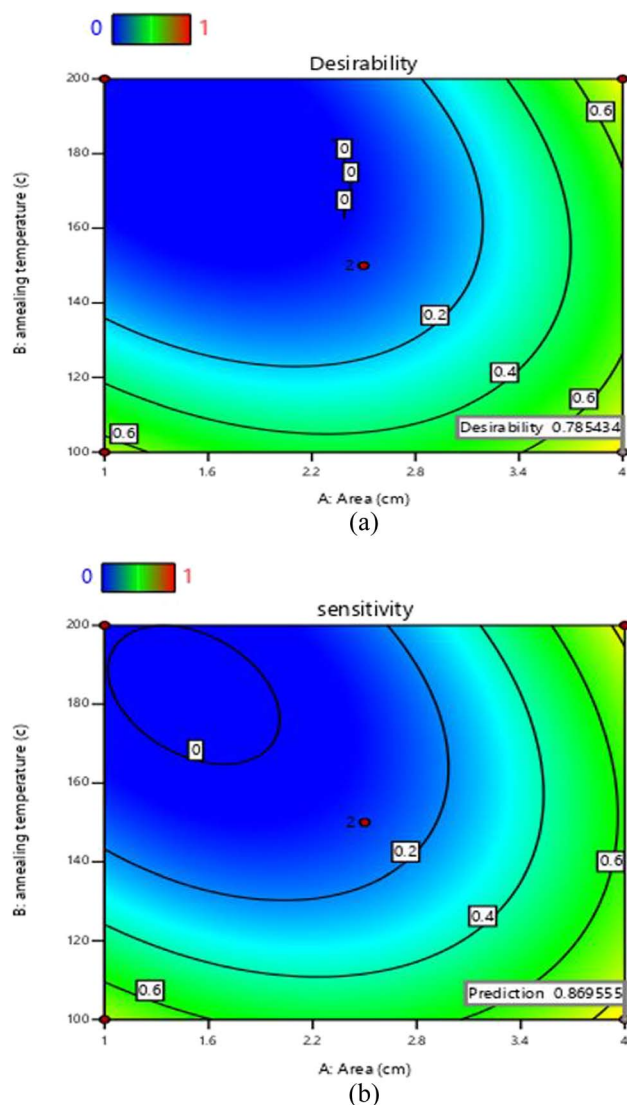 0 1
Desirability
200
0.6
180
0
0
0
160
2
140
0.2
120
0.4
0.6
0.6
Desirability 0.785434
100
1 1.6 2.2 2.8 3.4 4
B: annealing temperature (c)
A: Area (cm)
(a)
0 1
sensitivity
200
180
0
160
2
0.2
140
0.6
120
0.4
0.6
Prediction 0.869555
100
1 1.6 2.2 2.8 3.4 4
B: annealing temperature (c)
A: Area (cm)
(b)